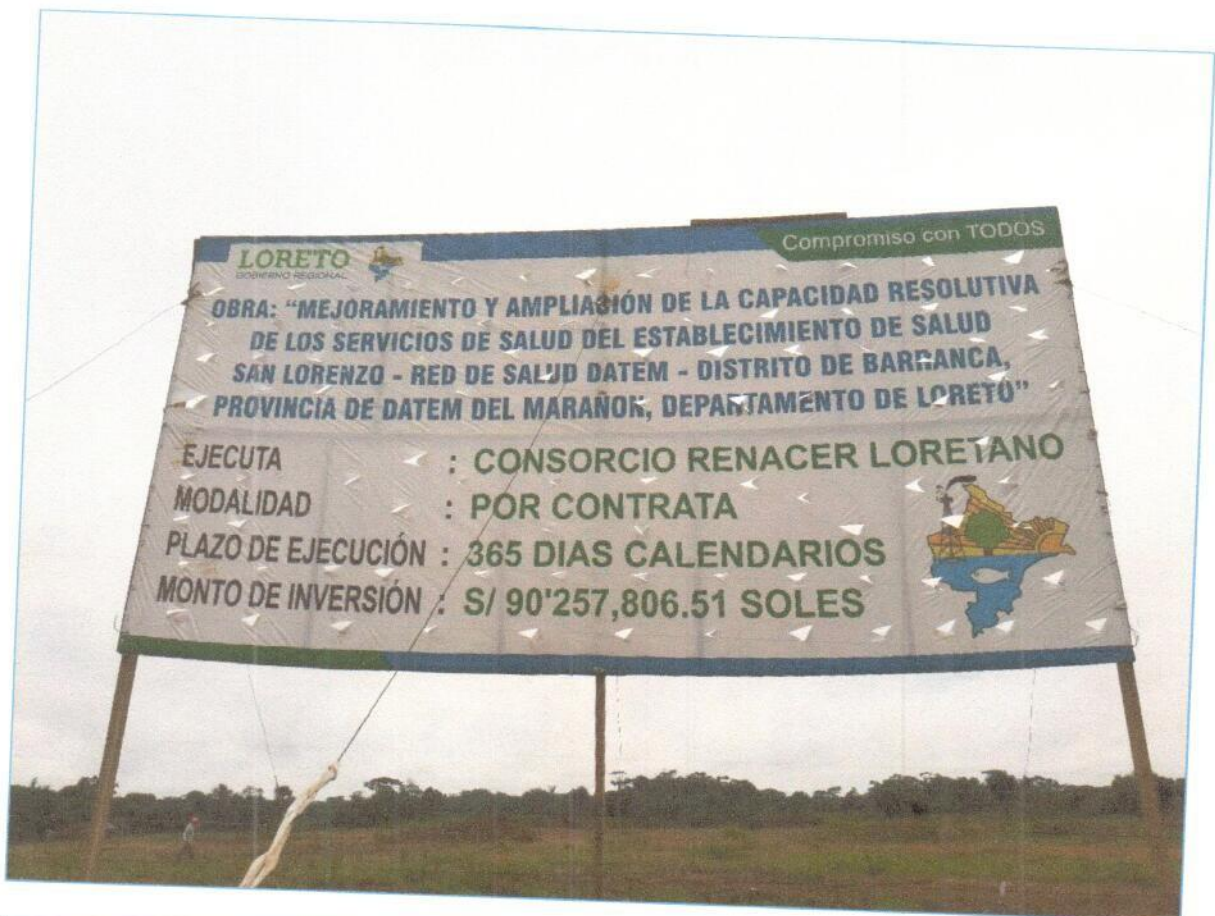 LORETO
GOBIERNO REGIONAL
Compromiso con TODOS
OBRA: “MEJORAMIENTO Y AMPLIACIÓN DE LA CAPACIDAD RESOLUTIVA
DE LOS SERVICIOS DE SALUD DEL ESTABLECIMIENTO DE SALUD
SAN LORENZO - RED DE SALUD DATEM - DISTRITO DE BARRANCA,
PROVINCIA DE DATEM DEL MARAÑON, DEPARTAMENTO DE LORETO”
EJECUTA : CONSORCIO RENACER LORETANO
MODALIDAD : POR CONTRATA
PLAZO DE EJECUCIÓN : 365 DIAS CALENDARIOS
MONTO DE INVERSIÓN : S/ 90'257,806.51 SOLES